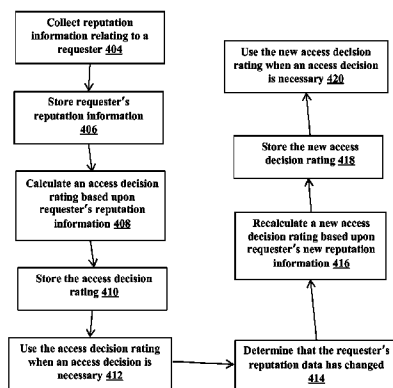 Collect reputation
information relating to a
requester 404
Store requester's
reputation information
406
Calculate an access decision
rating based upon
requester's reputation
information 408
Store the access decision
rating 410
Use the access decision rating
when an access decision is
necessary 412
Determine that the requester's
reputation data has changed
414
Recalculate a new access
decision rating based upon
requester's new reputation
information 416
Store the new access
decision rating 418
Use the new access decision
rating when an access decision
is necessary 420